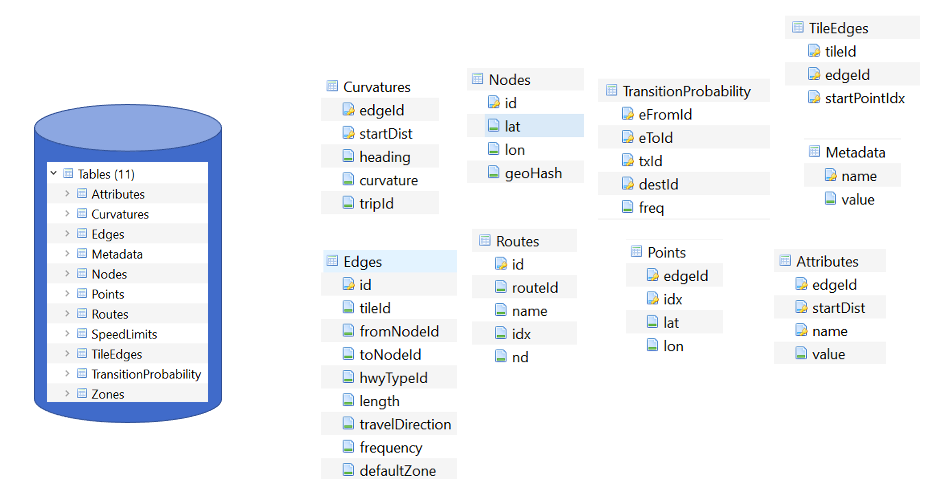 Tables (11)
Attributes
Curvatures
Edges
Metadata
Nodes
Points
Routes
SpeedLimits
TileEdges
TransitionProbability
Zones
Curvatures
edgeId
startDist
heading
curvature
tripId
Nodes
id
lat
lon
geoHash
TransitionProbability
eFromId
eToId
txId
destId
freq
TileEdges
tileId
edgeId
startPointIdx
Metadata
name
value
Edges
id
tileId
fromNodeId
toNodeId
hwyTypeId
length
travelDirection
frequency
defaultZone
Routes
id
routeId
name
idx
nd
Points
edgeId
idx
lat
lon
Attributes
edgeId
startDist
name
value